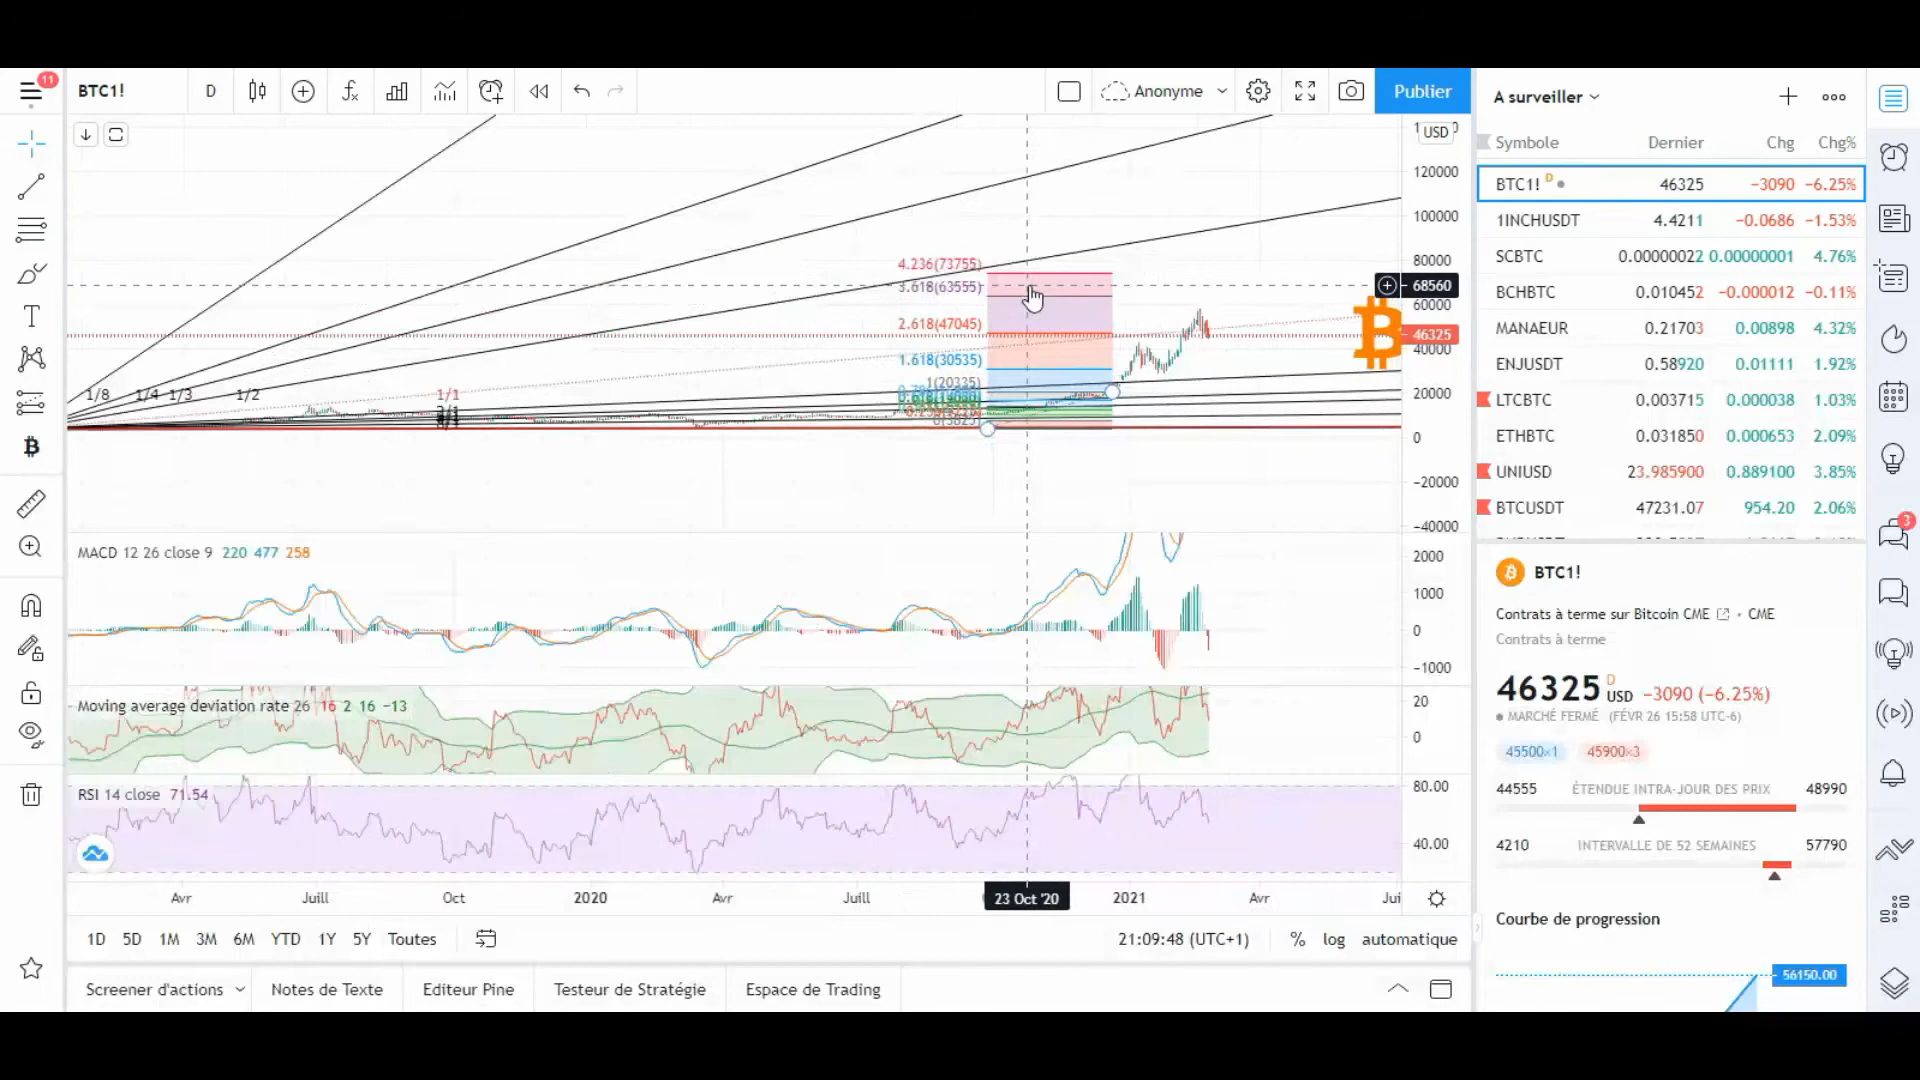 11
BTC1!
D
Anonyme
Publier
USD
120000
100000
80000
68560
60000
46325
40000
20000
0
−20000
−40000
4.236(73755)
3.618(63555)
2.618(47045)
1.618(30535)
1(20335)
1/8
1/4
1/3
1/2
1/1
MACD 12 26 close 9 220 477 258
2000
1000
0
−1000
Moving average deviation rate 26 16 2 16 −13
20
0
RSI 14 close 71.54
80.00
40.00
Avr
Juill
Oct
2020
Avr
Juill
23 Oct '20
2021
Avr
Jui
1D 5D 1M 3M 6M YTD 1Y 5Y Toutes
21:09:48 (UTC+1)
% log automatique
Screener d'actions
Notes de Texte
Editeur Pine
Testeur de Stratégie
Espace de Trading
A surveiller
Symbole Dernier Chg Chg%
BTC1! D 46325 −3090 −6.25%
1INCHUSDT 4.4211 −0.0686 −1.53%
SCBTC 0.00000022 0.00000001 4.76%
BCHBTC 0.010452 −0.000012 −0.11%
MANAEUR 0.21703 0.00898 4.32%
ENJUSDT 0.58920 0.01111 1.92%
LTCBTC 0.003715 0.000038 1.03%
ETHBTC 0.031850 0.000653 2.09%
UNIUSD 23.985900 0.889100 3.85%
BTCUSDT 47231.07 954.20 2.06%
3
BTC1!
Contrats à terme sur Bitcoin CME • CME
Contrats à terme
46325 D USD −3090 (−6.25%)
MARCHÉ FERMÉ (FÉVR 26 15:58 UTC-6)
45500×1
45900×3
44555 ÉTENDUE INTRA-JOUR DES PRIX 48990
4210 INTERVALLE DE 52 SEMAINES 57790
Courbe de progression
56150.00